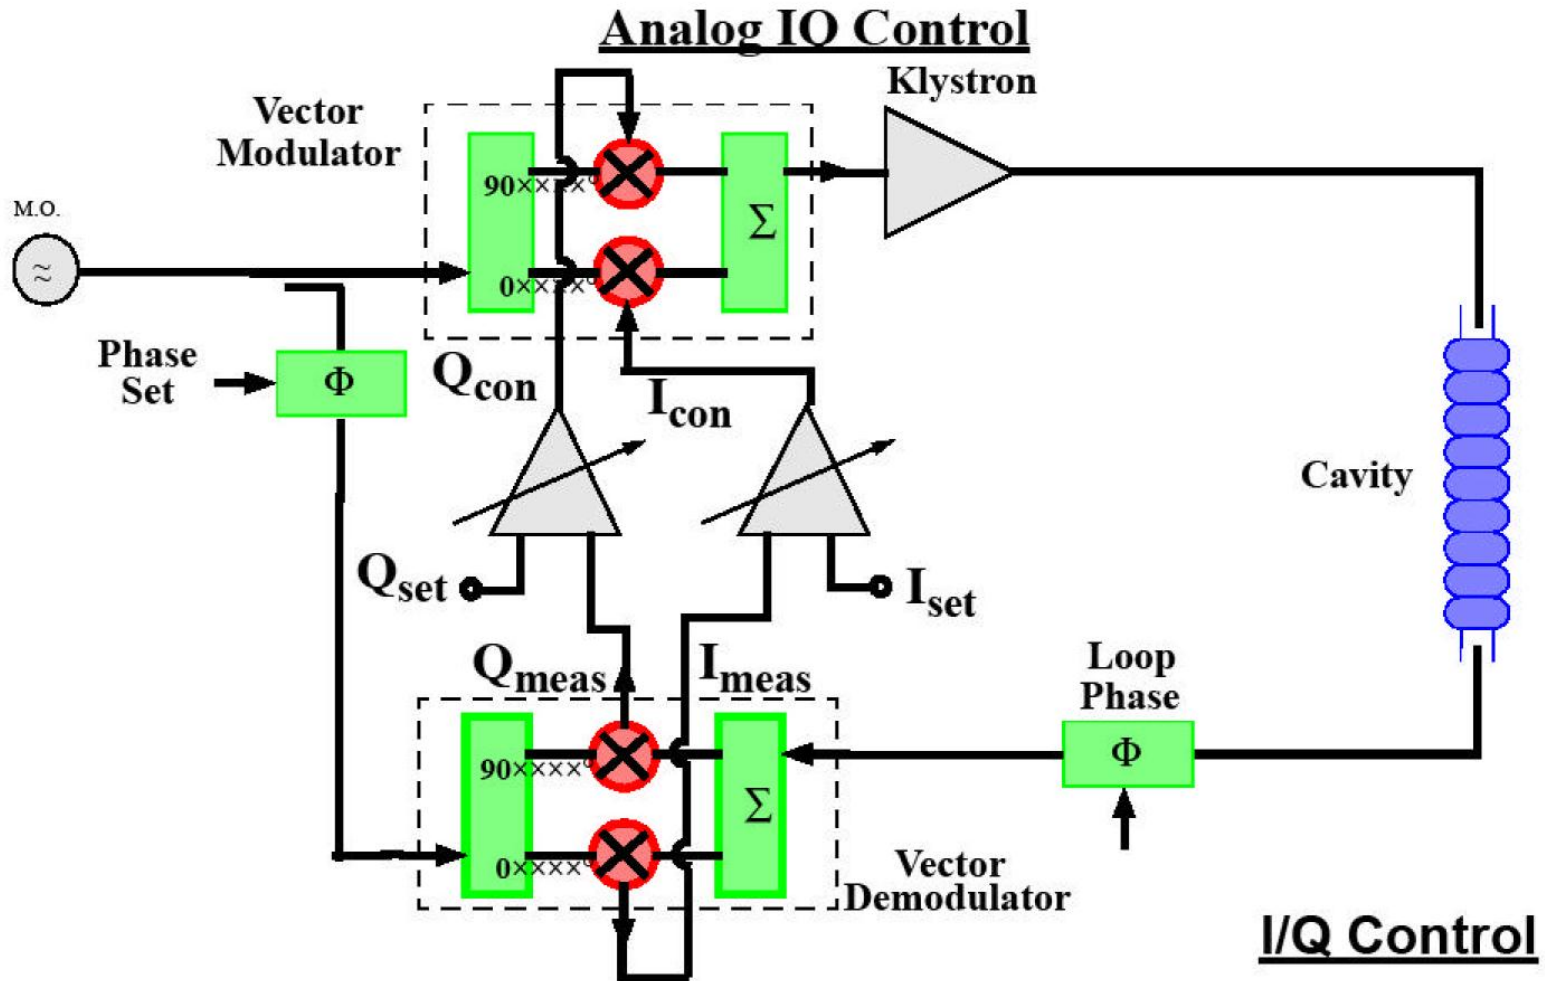 Analog IQ Control
Klystron
Vector
Modulator
M.O.
≈
90××××°
0××××°
Σ
Phase
Set
Φ
Qcon
Icon
Cavity
Qset
Iset
Qmeas
Imeas
Loop
Phase
Φ
90××××°
0××××°
Σ
Vector
Demodulator
I/Q Control